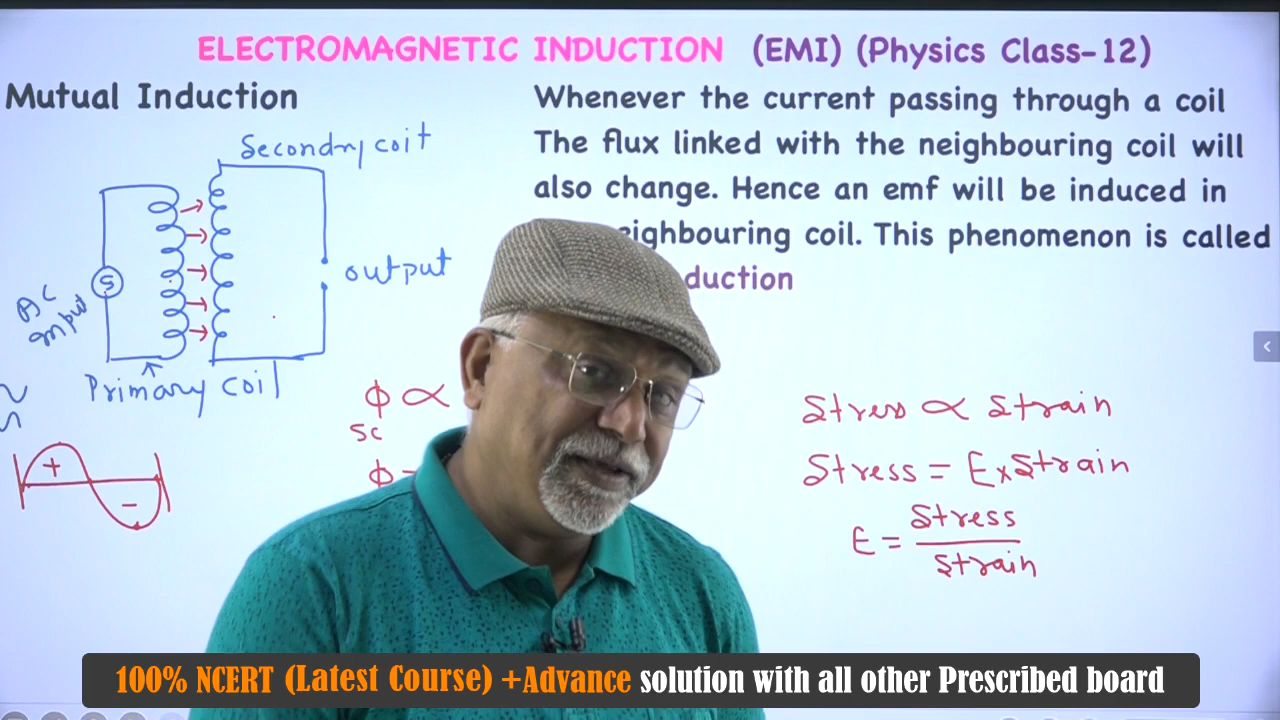 ELECTROMAGNETIC INDUCTION (EMI) (Physics Class-12)
Mutual Induction
Whenever the current passing through a coil
The flux linked with the neighbouring coil will
also change. Hence an emf will be induced in
ighbouring coil. This phenomenon is called
duction
Secondry coil
S
output
AC
Input
Primary coil
+
−
ϕ ∝
SC
ϕ
Stress ∝ Strain
Stress = E×Strain
E = Stress
Strain
100% NCERT (Latest Course) +Advance solution with all other Prescribed board